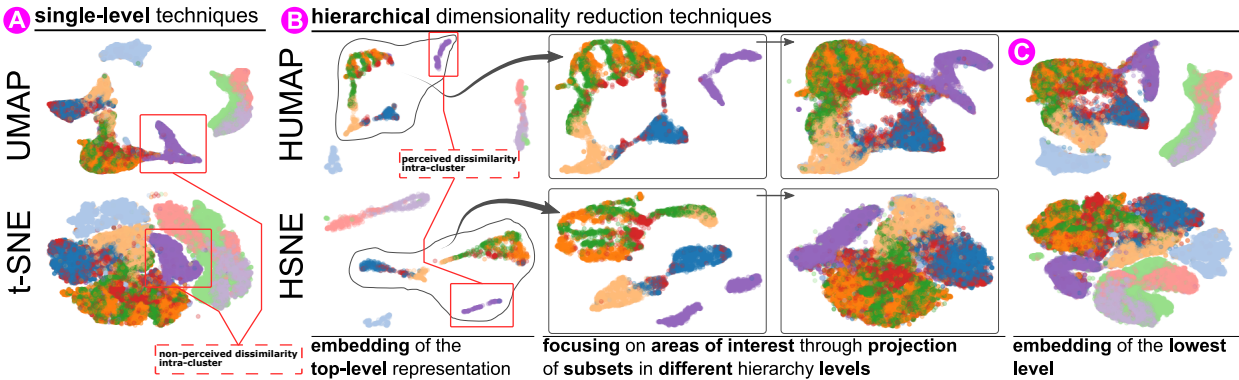 A single-level techniques
B hierarchical dimensionality reduction techniques
UMAP
HUMAP
C
perceived dissimilarity
intra-cluster
t-SNE
HSNE
non-perceived dissimilarity
intra-cluster
embedding of the
top-level representation
focusing on areas of interest through projection
of subsets in different hierarchy levels
embedding of the lowest
level